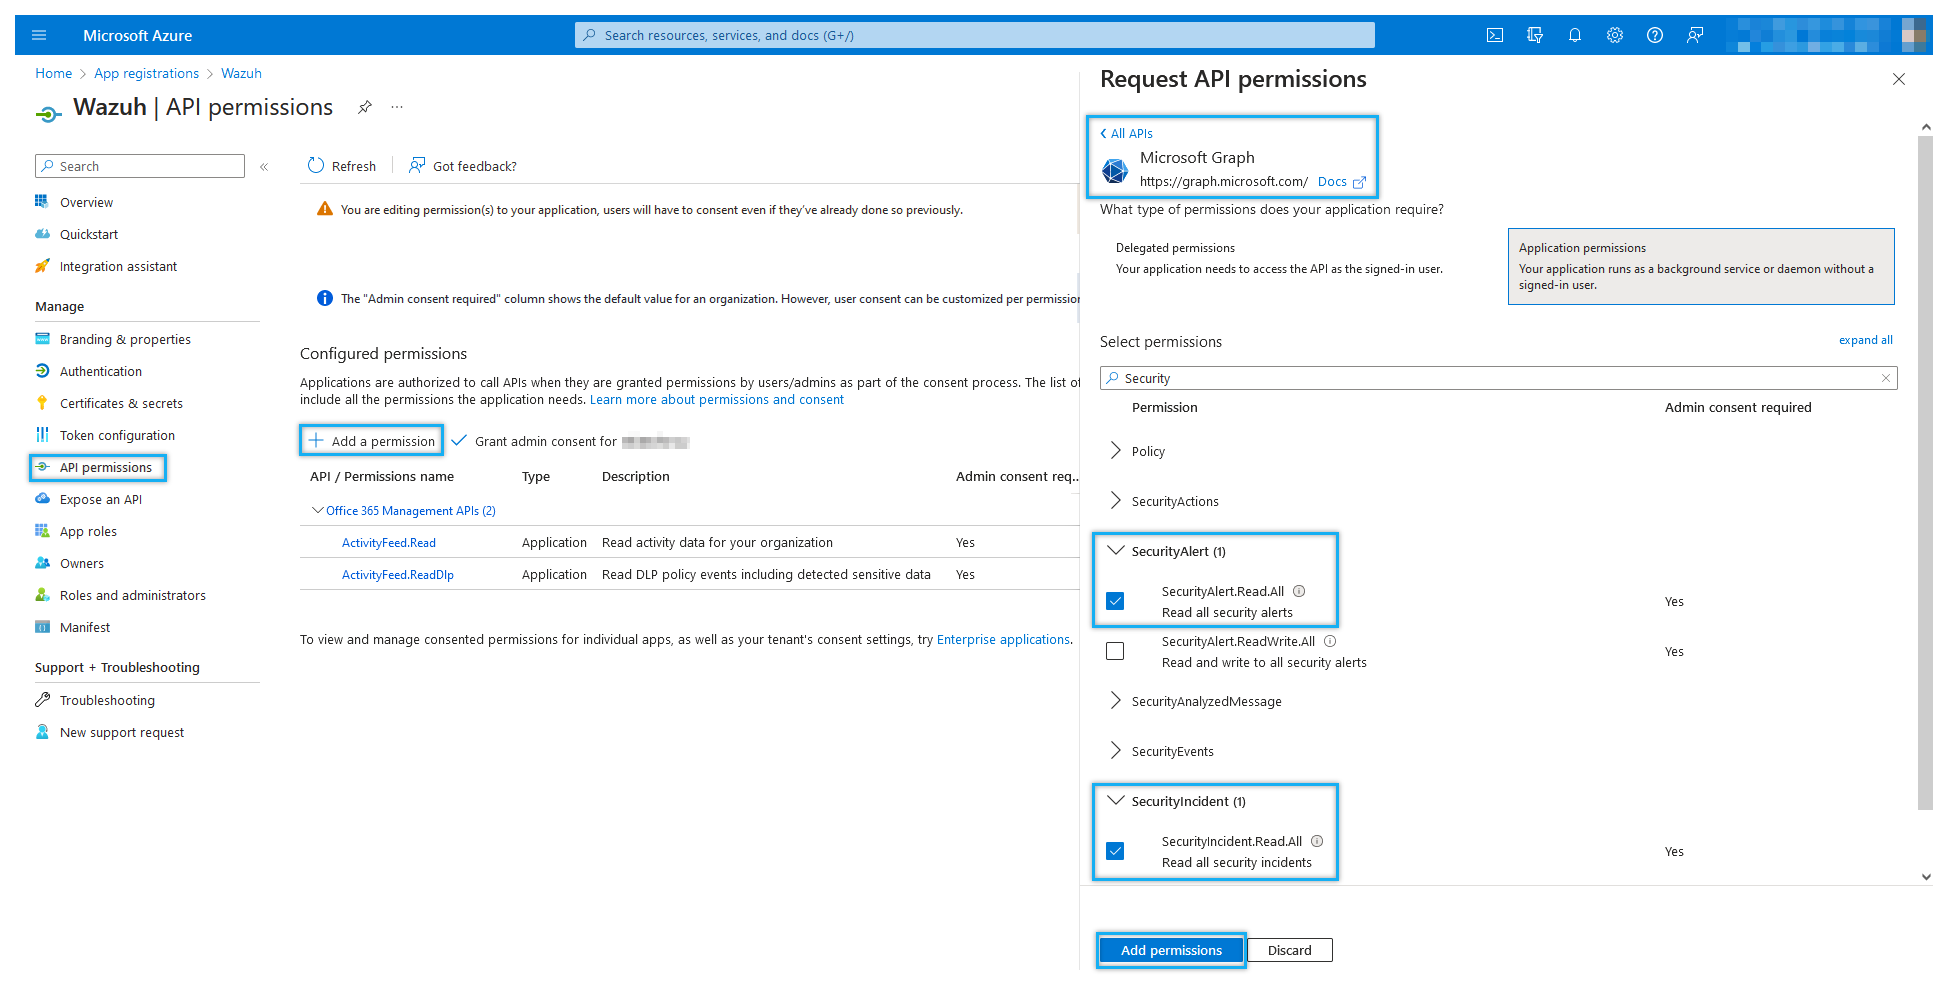 Microsoft Azure
Search resources, services, and docs (G+/)
Home > App registrations > Wazuh
Wazuh | API permissions
Search
Overview
Quickstart
Integration assistant
Manage
Branding & properties
Authentication
Certificates & secrets
Token configuration
API permissions
Expose an API
App roles
Owners
Roles and administrators
Manifest
Support + Troubleshooting
Troubleshooting
New support request
Refresh
Got feedback?
You are editing permission(s) to your application, users will have to consent even if they've already done so previously.
The "Admin consent required" column shows the default value for an organization. However, user consent can be customized per permission
Configured permissions
Applications are authorized to call APIs when they are granted permissions by users/admins as part of the consent process. The list of
include all the permissions the application needs. Learn more about permissions and consent
Add a permission
Grant admin consent for
API / Permissions name Type Description Admin consent req...
Office 365 Management APIs (2)
ActivityFeed.Read Application Read activity data for your organization Yes
ActivityFeed.ReadDlp Application Read DLP policy events including detected sensitive data Yes
To view and manage consented permissions for individual apps, as well as your tenant's consent settings, try Enterprise applications.
Request API permissions
All APIs
Microsoft Graph
https://graph.microsoft.com/ Docs
What type of permissions does your application require?
Delegated permissions
Your application needs to access the API as the signed-in user.
Application permissions
Your application runs as a background service or daemon without a
signed-in user.
Select permissions
expand all
Security
Permission Admin consent required
Policy
SecurityActions
SecurityAlert (1)
SecurityAlert.Read.All
Read all security alerts
Yes
SecurityAlert.ReadWrite.All
Read and write to all security alerts
Yes
SecurityAnalyzedMessage
SecurityEvents
SecurityIncident (1)
SecurityIncident.Read.All
Read all security incidents
Yes
Add permissions
Discard